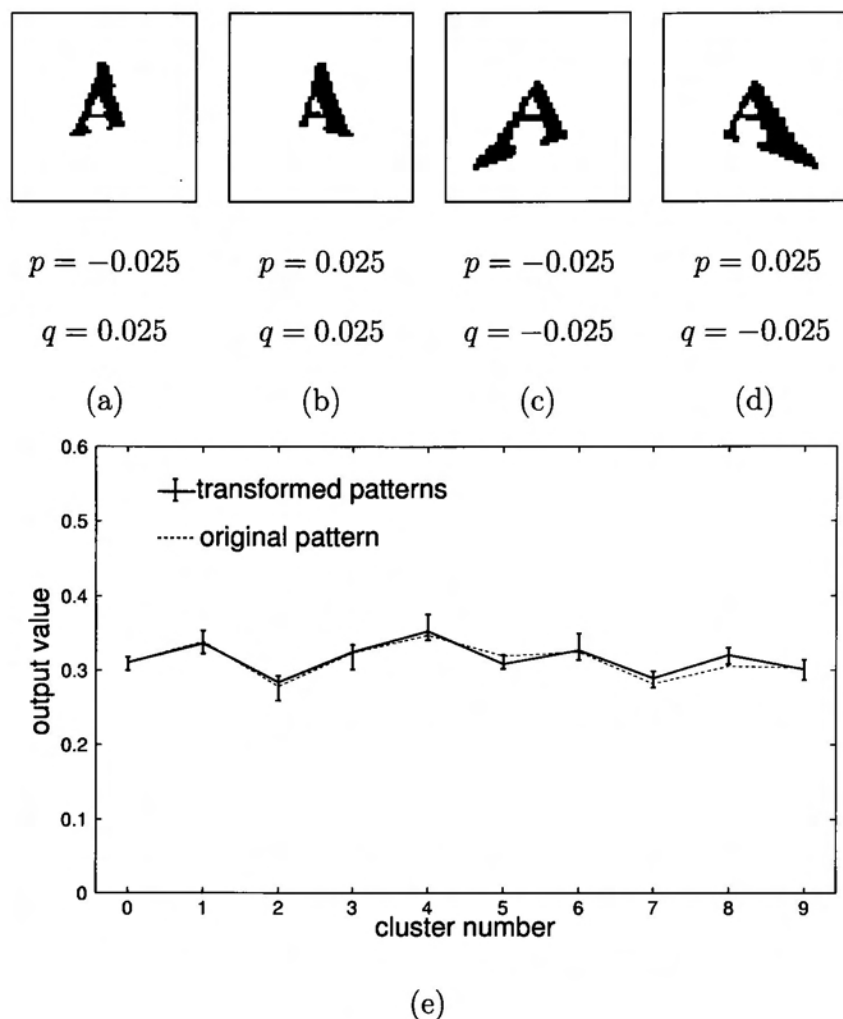 A A A A
p = −0.025 p = 0.025 p = −0.025 p = 0.025
q = 0.025 q = 0.025 q = −0.025 q = −0.025
(a) (b) (c) (d)
0.6
transformed patterns
0.5
original pattern
0.4
output value
0.3
0.2
0.1
0
0 1 2 3 4 5 6 7 8 9
cluster number
(e)